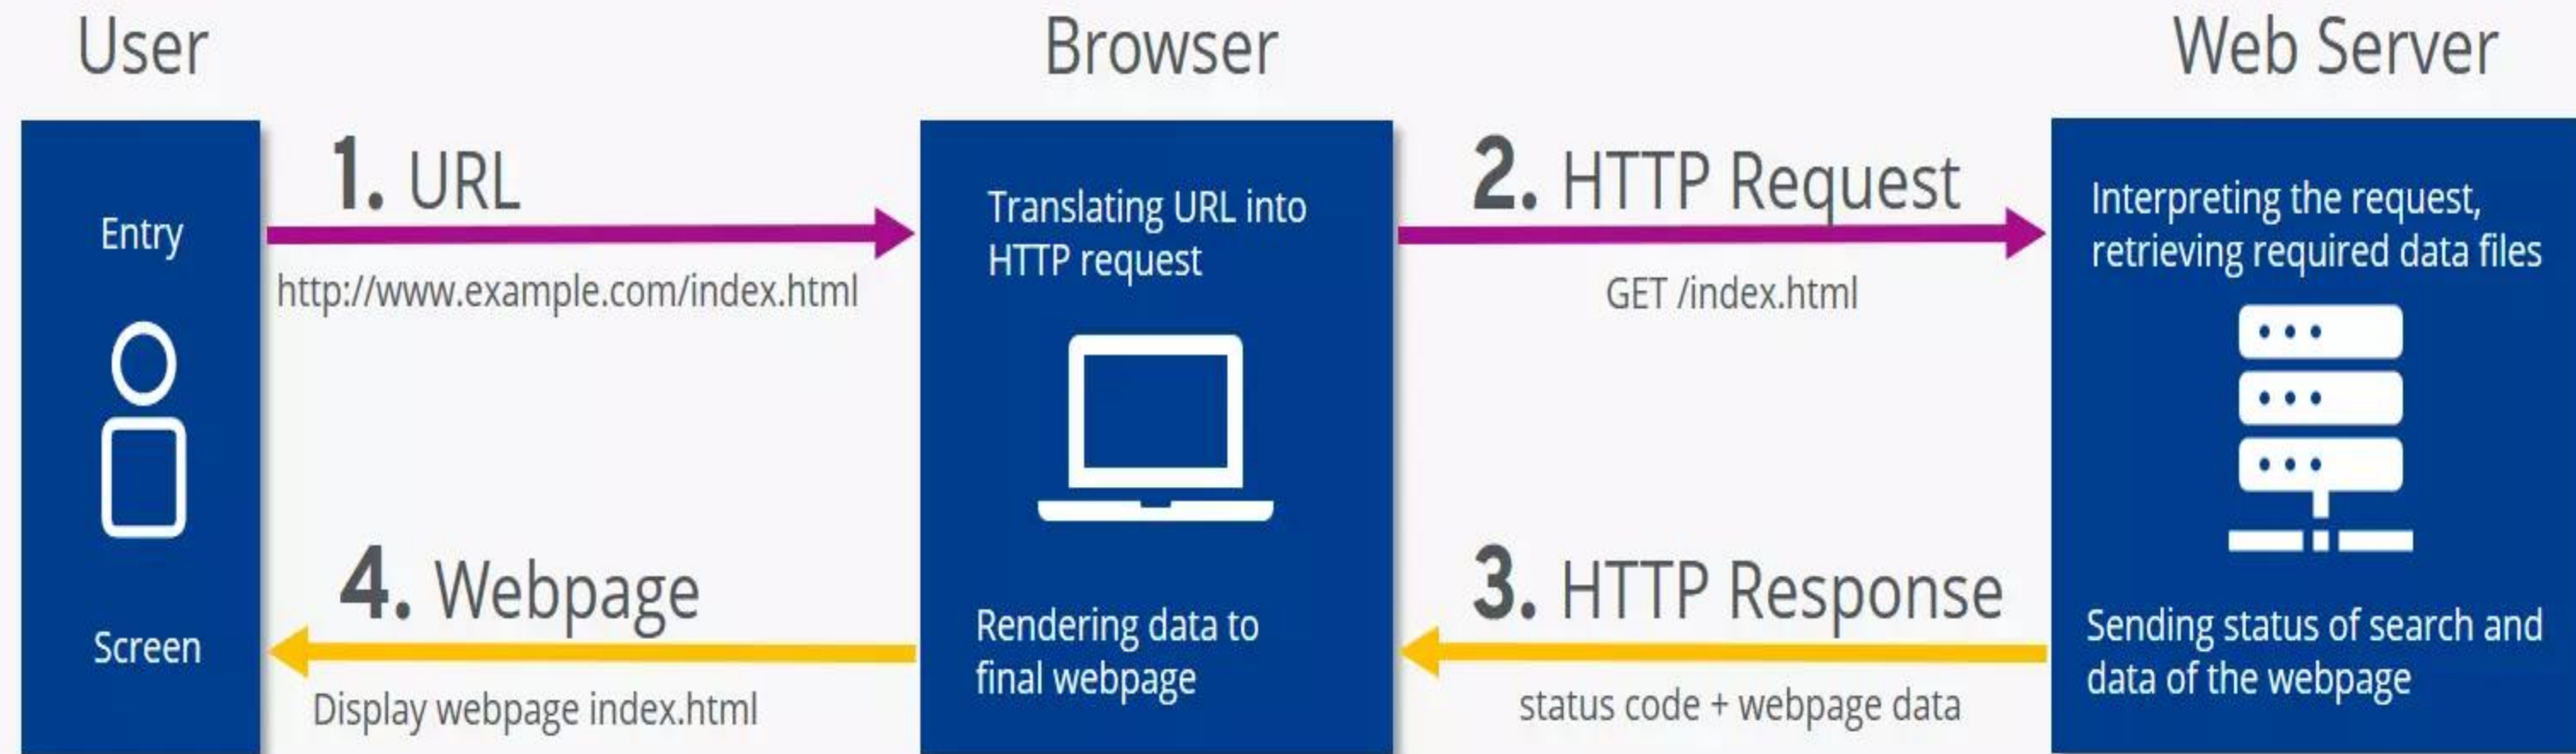 User
Browser
Web Server
Entry
1. URL
http://www.example.com/index.html
Translating URL into
HTTP request
2. HTTP Request
GET /index.html
Interpreting the request,
retrieving required data files
Screen
4. Webpage
Display webpage index.html
Rendering data to
final webpage
3. HTTP Response
status code + webpage data
Sending status of search and
data of the webpage